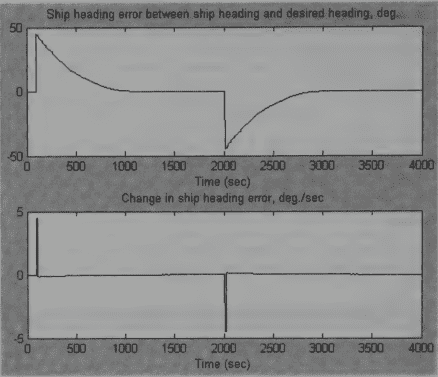 Ship heading error between ship heading and desired heading, deg.
50
0
-50
0 500 1000 1500 2000 2500 3000 3500 4000
Time (sec)
Change in ship heading error, deg./sec
5
0
-5
0 500 1000 1500 2000 2500 3000 3500 4000
Time (sec)